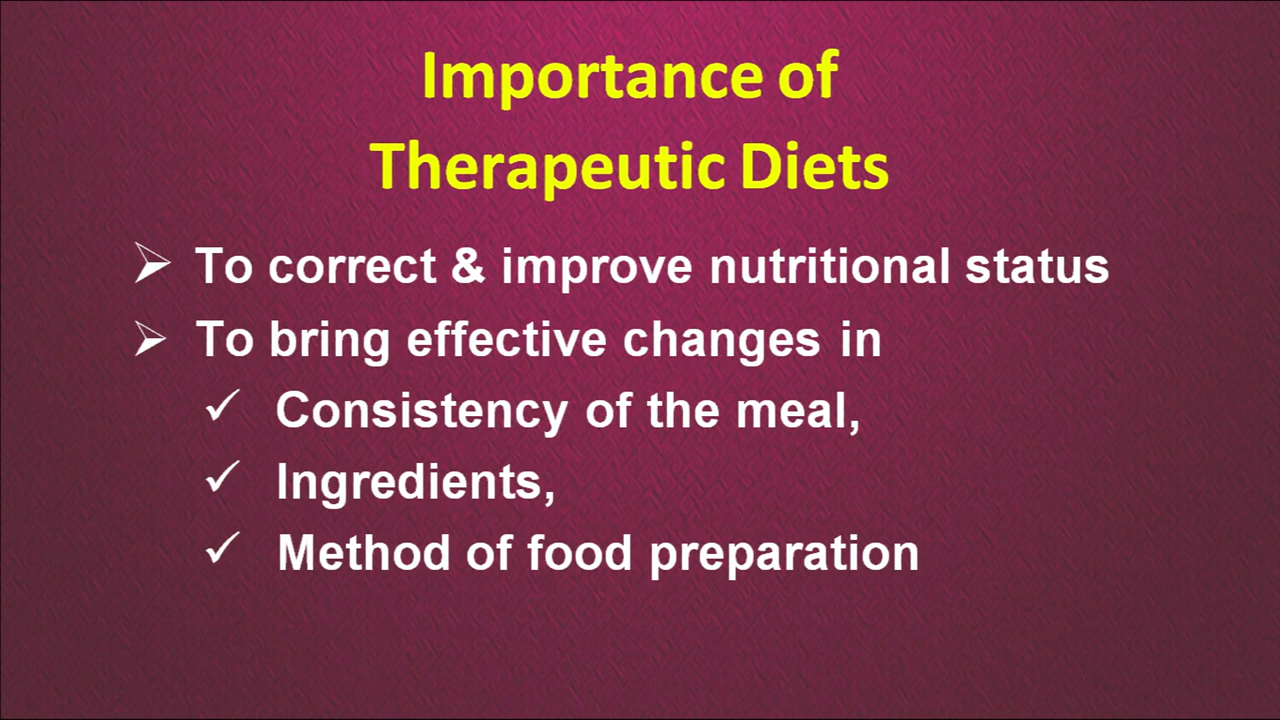 Importance of
Therapeutic Diets
➢ To correct & improve nutritional status
➢ To bring effective changes in
✓ Consistency of the meal,
✓ Ingredients,
✓ Method of food preparation